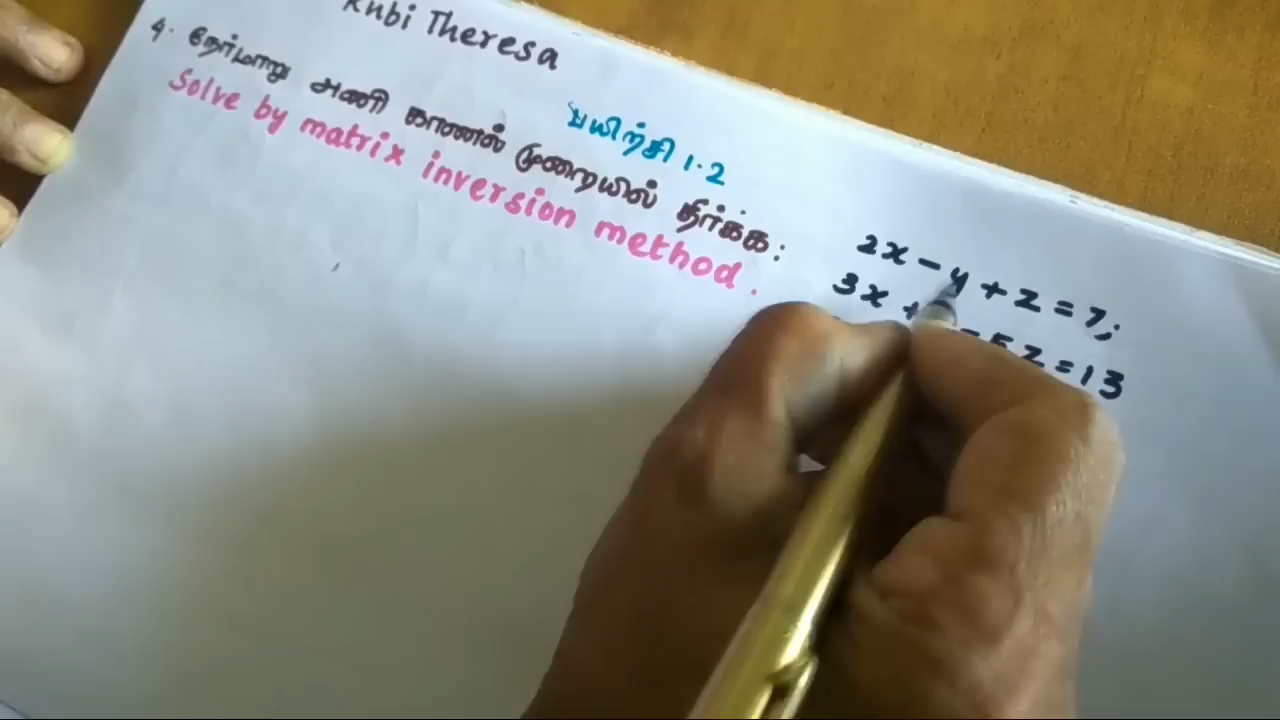 Rubi Theresa
பயிற்சி 1.2
4. நேர்மாறு அணி காணல் முறையில் தீர்க்க:
Solve by matrix inversion method.
2x - y + z = 7;
3x + - 5z = 13